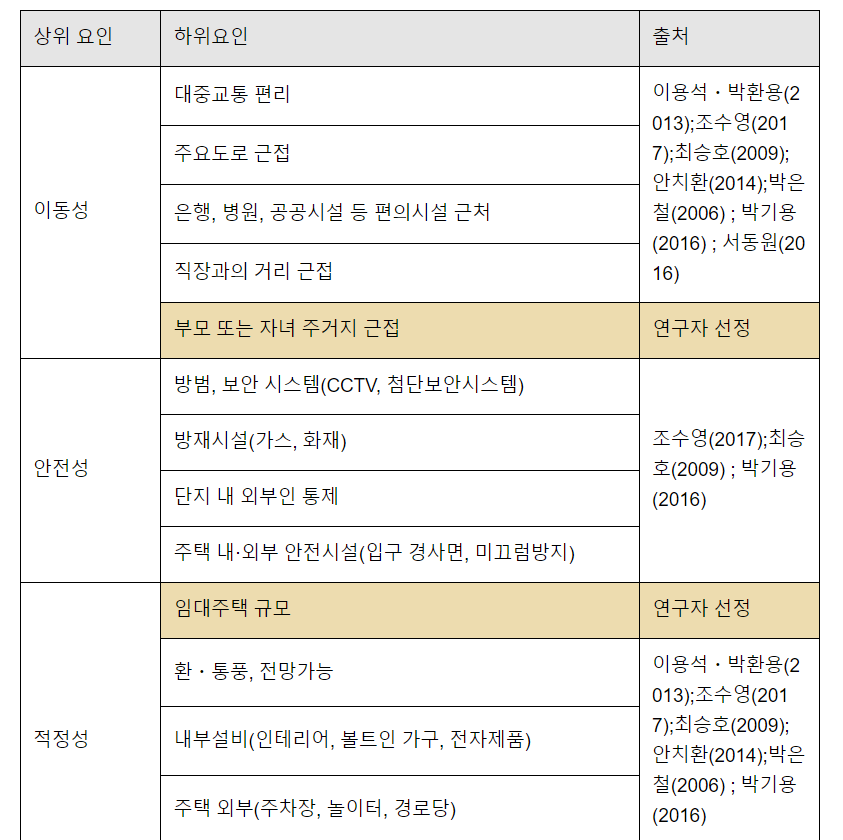 상위 요인
하위요인
출처
이동성
대중교통 편리
주요도로 근접
은행, 병원, 공공시설 등 편의시설 근처
직장과의 거리 근접
이용석・박환용(2
013);조수영(201
7);최승호(2009);
안치환(2014);박은
철(2006) ; 박기용
(2016) ; 서동원(20
16)
부모 또는 자녀 주거지 근접
연구자 선정
안전성
방범, 보안 시스템(CCTV, 첨단보안시스템)
방재시설(가스, 화재)
단지 내 외부인 통제
주택 내·외부 안전시설(입구 경사면, 미끄럼방지)
조수영(2017);최승
호(2009) ; 박기용
(2016)
적정성
임대주택 규모
연구자 선정
환・통풍, 전망가능
내부설비(인테리어, 볼트인 가구, 전자제품)
주택 외부(주차장, 놀이터, 경로당)
이용석・박환용(2
013);조수영(201
7);최승호(2009);
안치환(2014);박은
철(2006) ; 박기용
(2016)